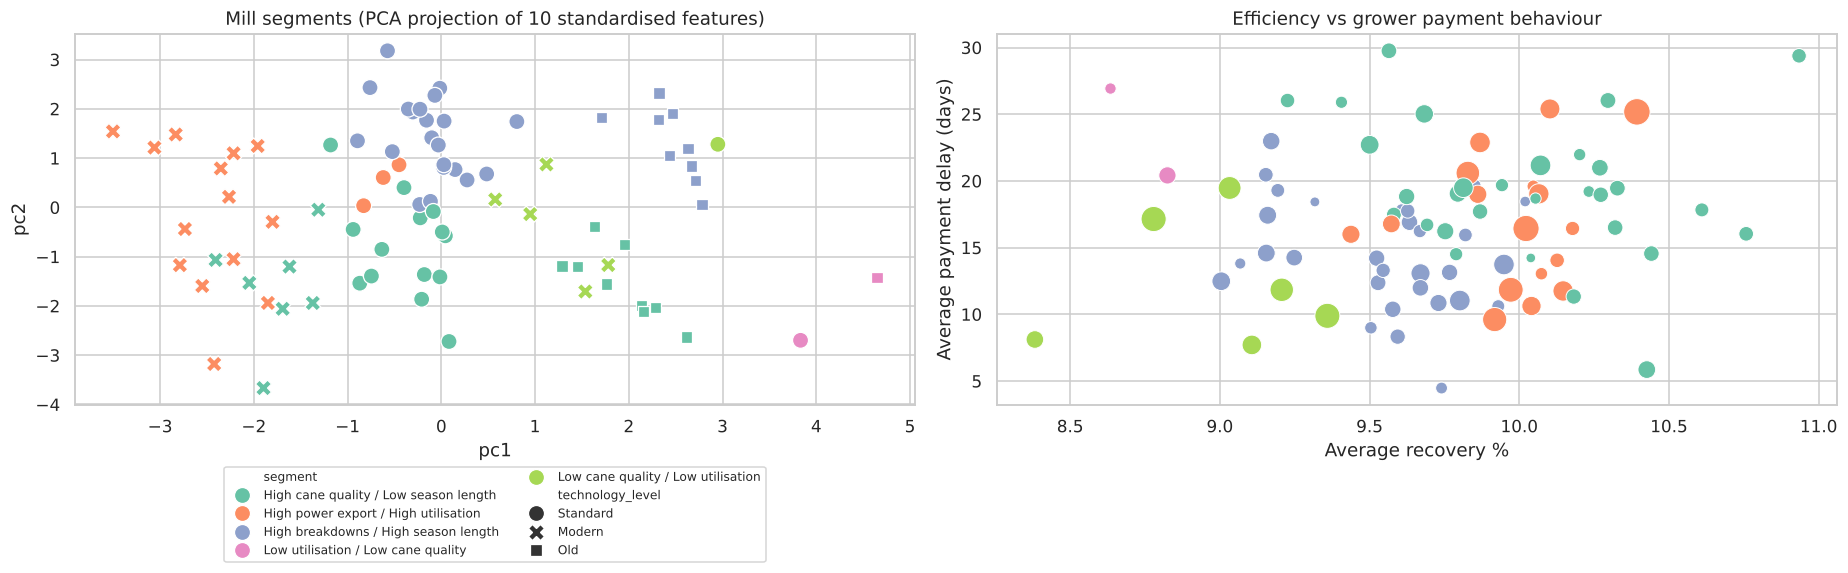 Mill segments (PCA projection of 10 standardised features)
3
2
1
0
−1
−2
−3
−4
pc2
−3
−2
−1
0
1
2
3
4
5
pc1
segment
High cane quality / Low season length
High power export / High utilisation
High breakdowns / High season length
Low utilisation / Low cane quality
Low cane quality / Low utilisation
technology_level
Standard
Modern
Old
Efficiency vs grower payment behaviour
30
25
20
15
10
5
Average payment delay (days)
8.5
9.0
9.5
10.0
10.5
11.0
Average recovery %